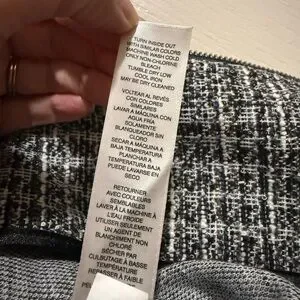 TURN INSIDE OUT
WITH SIMILAR COLORS
MACHINE WASH COLD
ONLY NON-CHLORINE
BLEACH
TUMBLE DRY LOW
COOL IRON
MAY BE DRY CLEANED
VOLTEAR AL REVÉS
CON COLORES
SIMILARES
LAVAR A MÁQUINA CON
AGUA FRÍA
SOLAMENTE
BLANQUEADOR SIN
CLORO
SECAR A MÁQUINA A
BAJA TEMPERATURA
PLANCHAR A
TEMPERATURA BAJA
PUEDE LAVARSE EN
SECO
RETOURNER
AVEC COULEURS
SEMBLABLES
LAVER À LA MACHINE À
L'EAU FROIDE
UTILISER SEULEMENT
UN AGENT DE
BLANCHIMENT NON
CHLORÉ
SÉCHER PAR
CULBUTAGE À BASSE
TEMPÉRATURE
REPASSER À FAIBLE